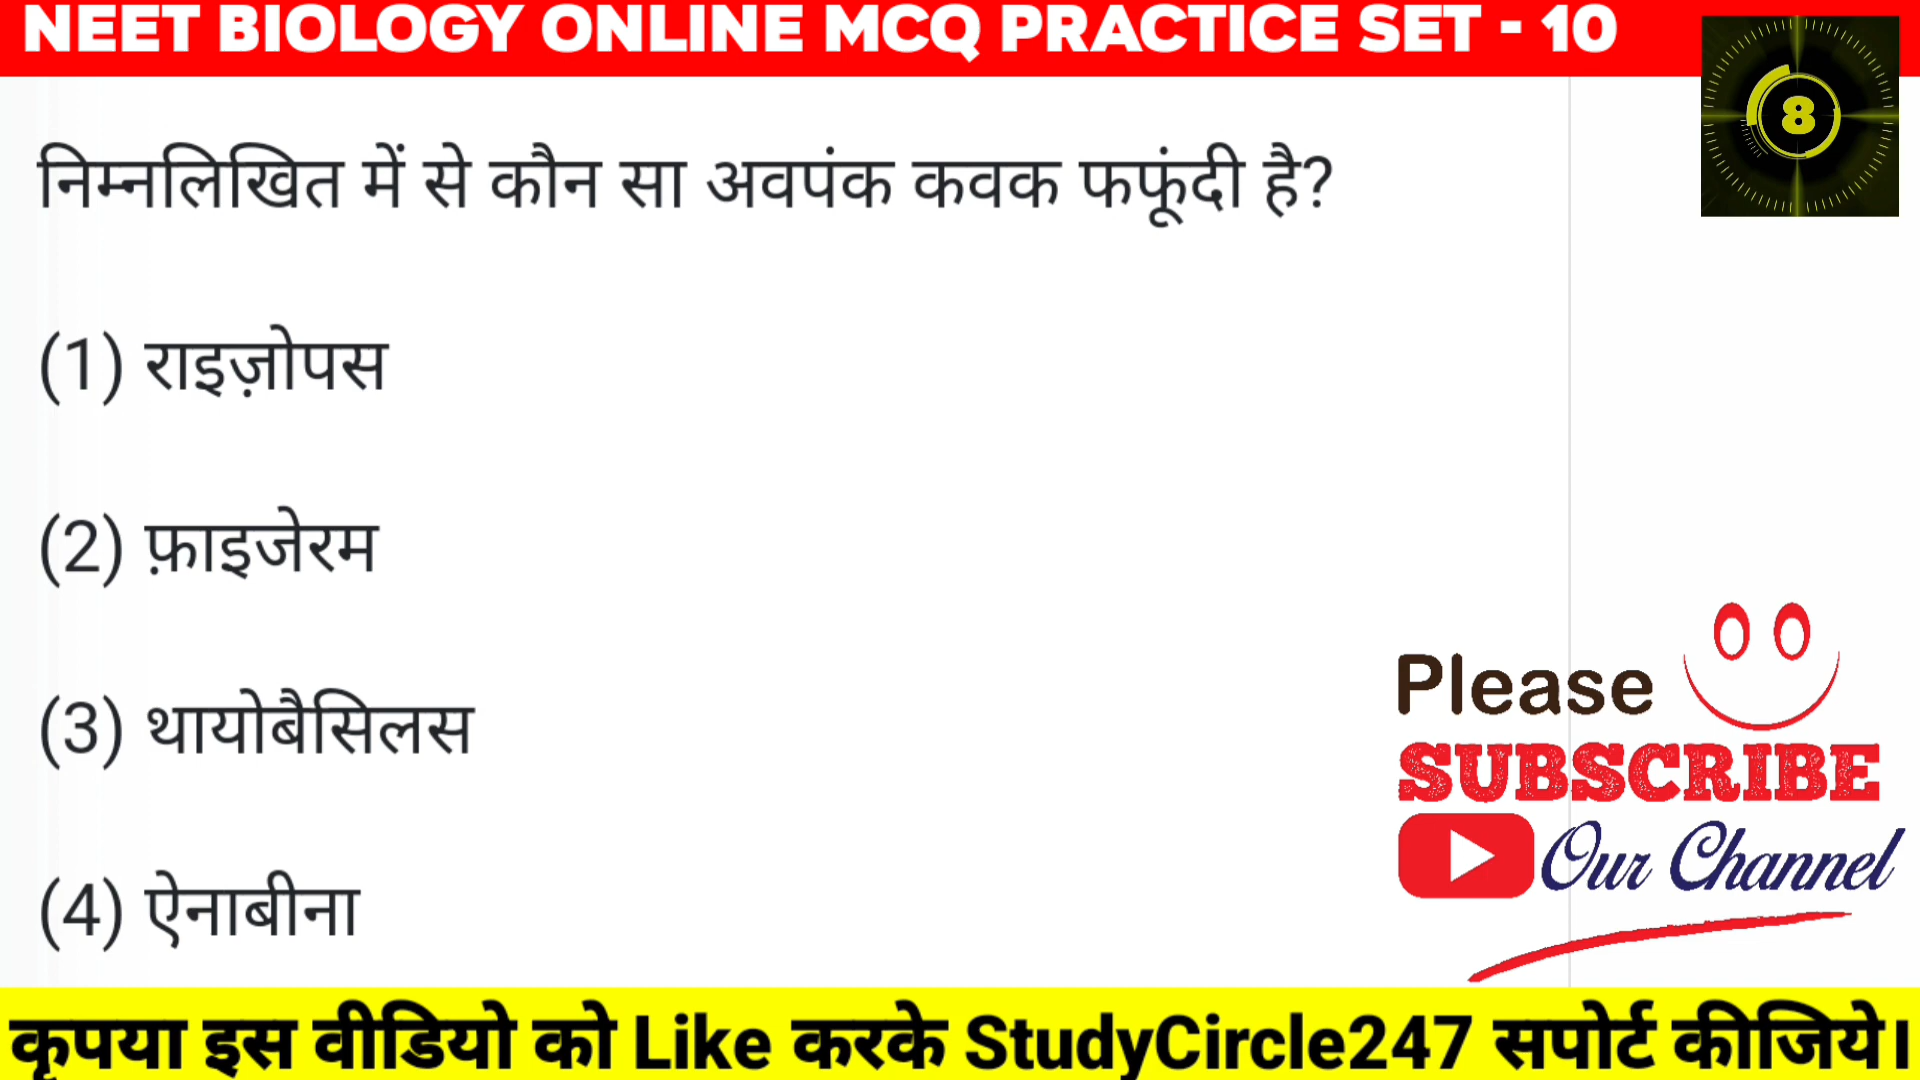 NEET BIOLOGY ONLINE MCQ PRACTICE SET - 10
8
निम्नलिखित में से कौन सा अवपंक कवक फफूंदी है?
(1) राइज़ोपस
(2) फ़ाइजेरम
(3) थायोबैसिलस
(4) ऐनाबीना
Please
SUBSCRIBE
Our Channel
कृपया इस वीडियो को Like करके StudyCircle247 सपोर्ट कीजिये।